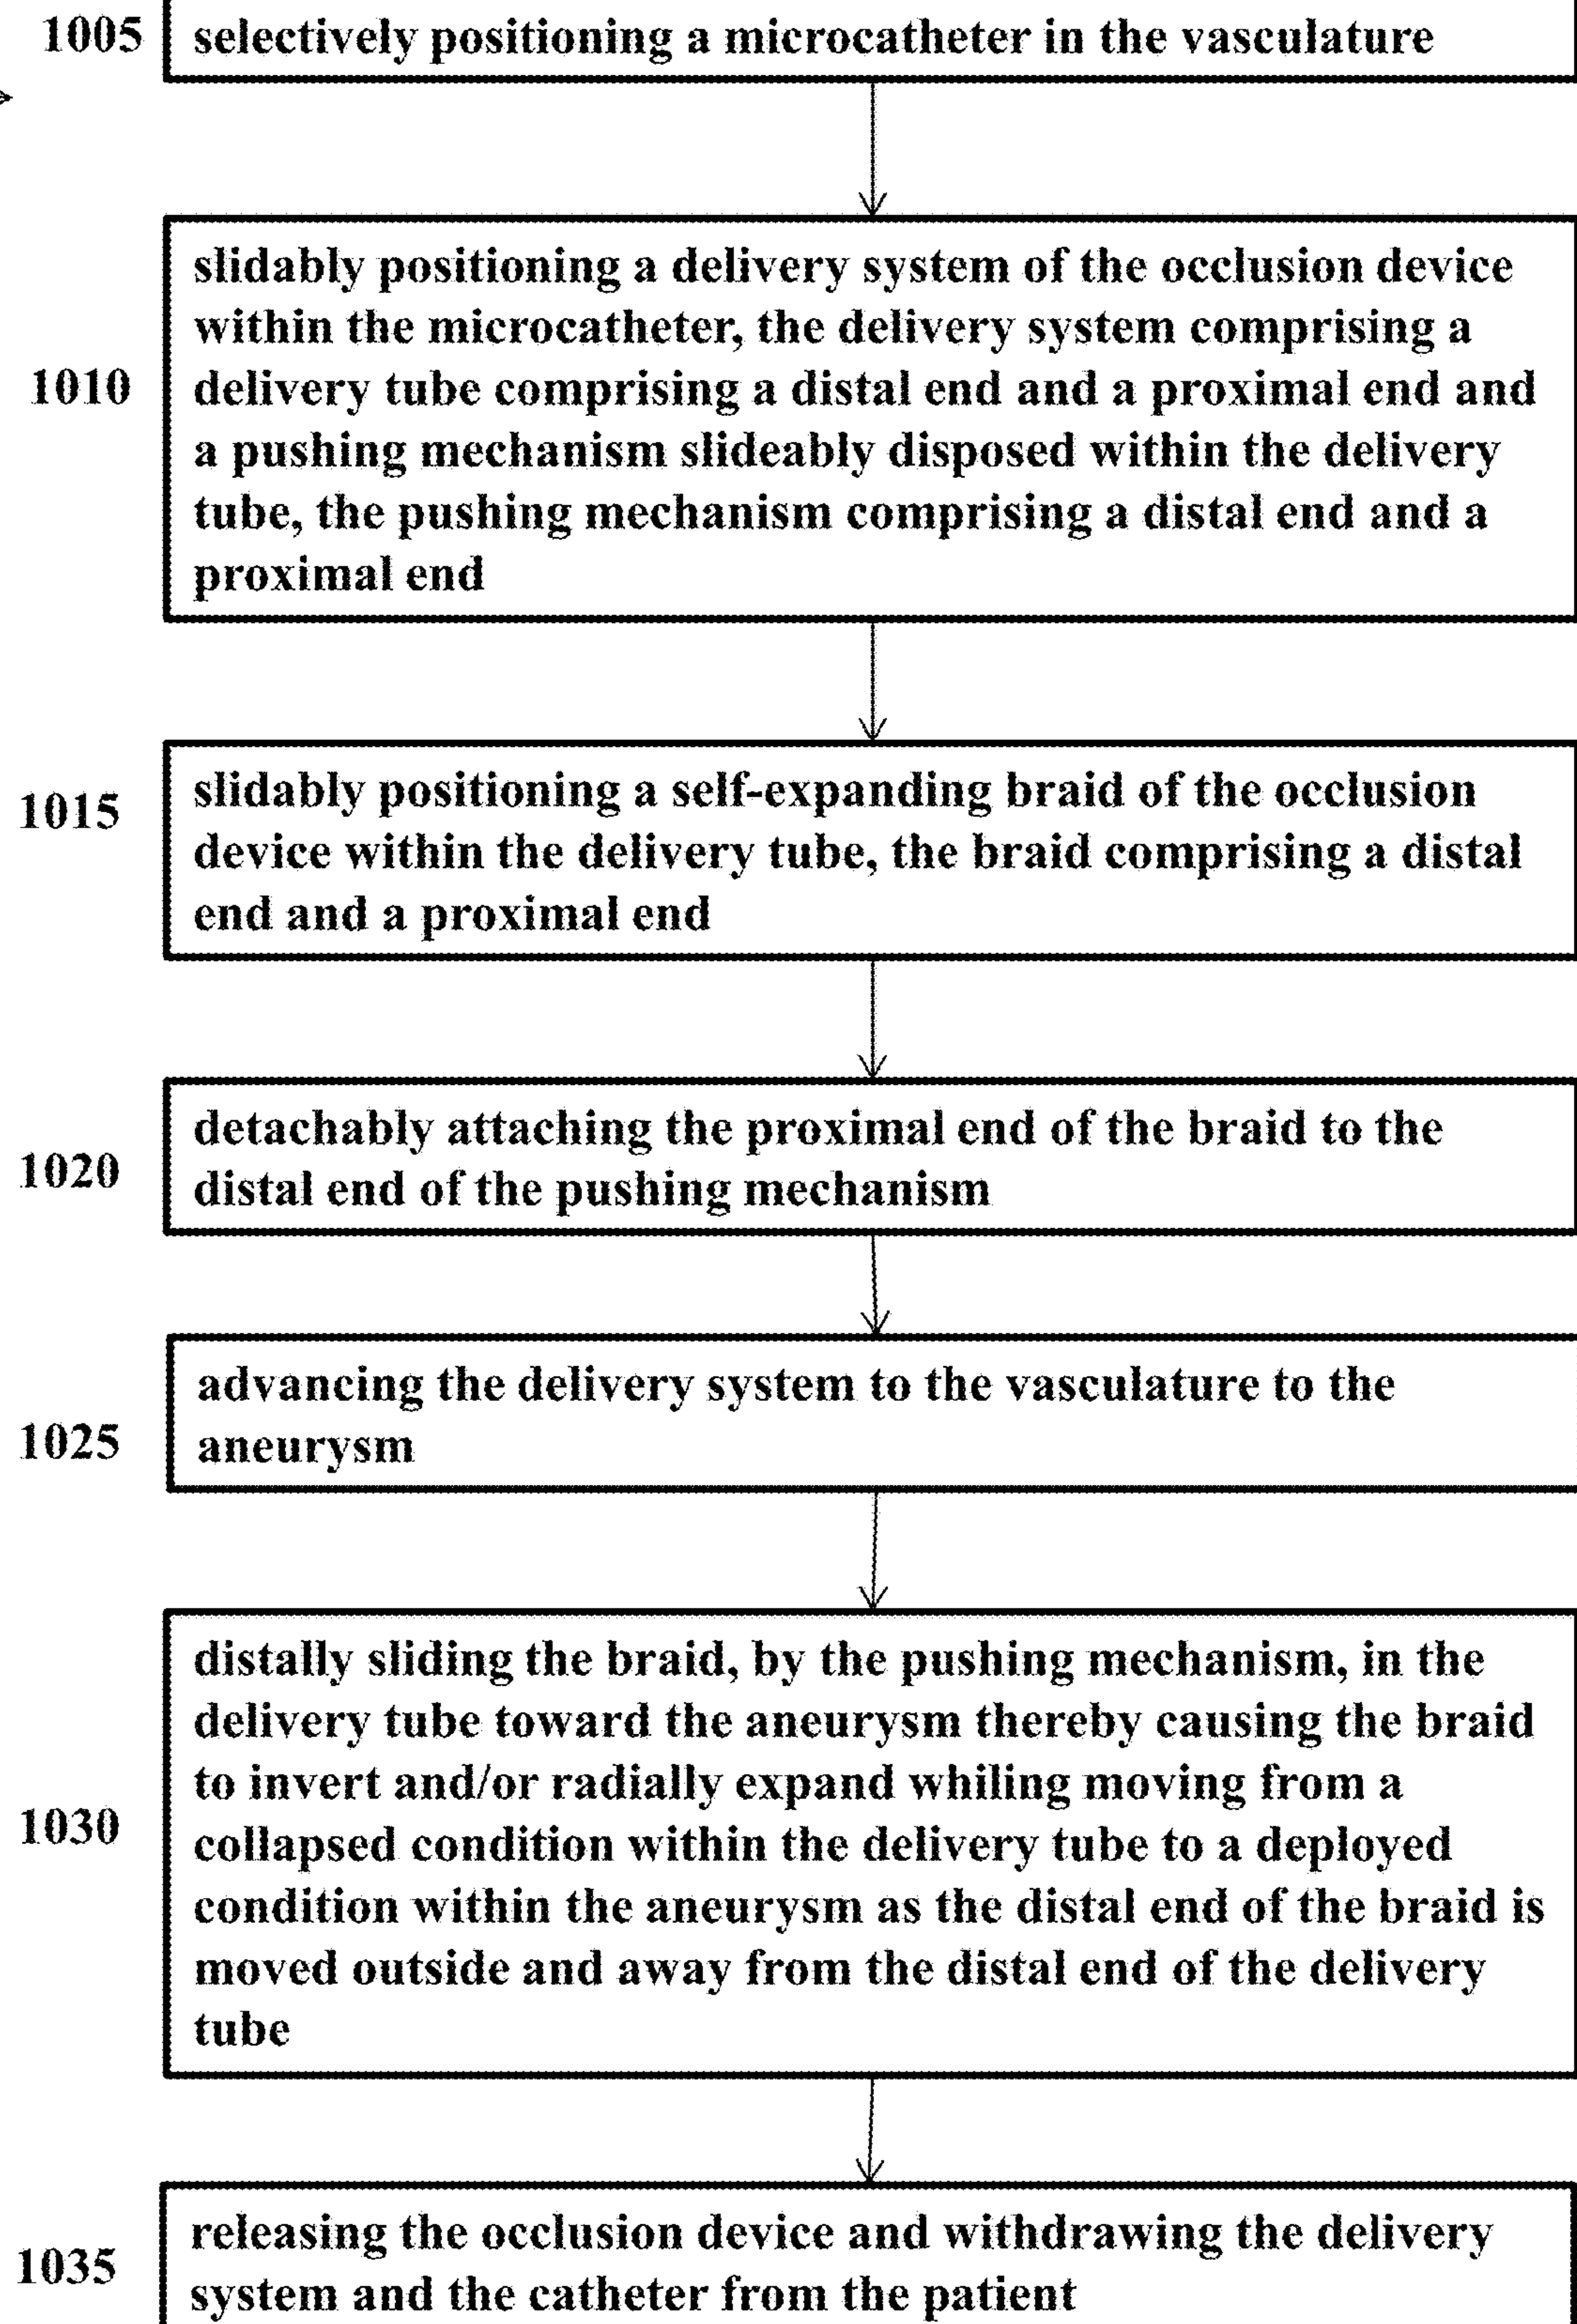 1005 selectively positioning a microcatheter in the vasculature
slidably positioning a delivery system of the occlusion device
within the microcatheter, the delivery system comprising a
1010 delivery tube comprising a distal end and a proximal end and
a pushing mechanism slideably disposed within the delivery
tube, the pushing mechanism comprising a distal end and a
proximal end
1015 slidably positioning a self-expanding braid of the occlusion
device within the delivery tube, the braid comprising a distal
end and a proximal end
1020 detachably attaching the proximal end of the braid to the
distal end of the pushing mechanism
advancing the delivery system to the vasculature to the
1025 aneurysm
distally sliding the braid, by the pushing mechanism, in the
delivery tube toward the aneurysm thereby causing the braid
to invert and/or radially expand whiling moving from a
1030 collapsed condition within the delivery tube to a deployed
condition within the aneurysm as the distal end of the braid is
moved outside and away from the distal end of the delivery
tube
1035 releasing the occlusion device and withdrawing the delivery
system and the catheter from the patient